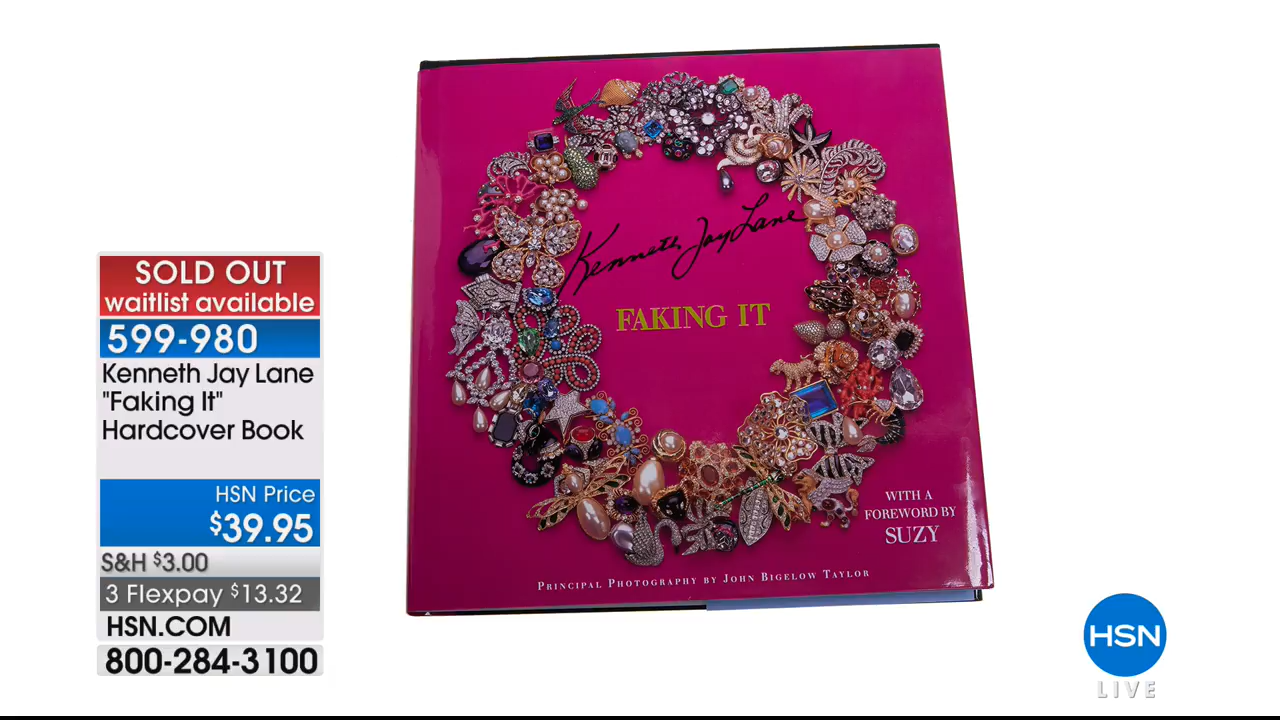 SOLD OUT
waitlist available
599-980
Kenneth Jay Lane
"Faking It"
Hardcover Book
HSN Price
$39.95
S&H $3.00
3 Flexpay $13.32
HSN.COM
800-284-3100
Kenneth Jay Lane
FAKING IT
WITH A
FOREWORD BY
SUZY
PRINCIPAL PHOTOGRAPHY BY JOHN BIGELOW TAYLOR
HSN
LIVE